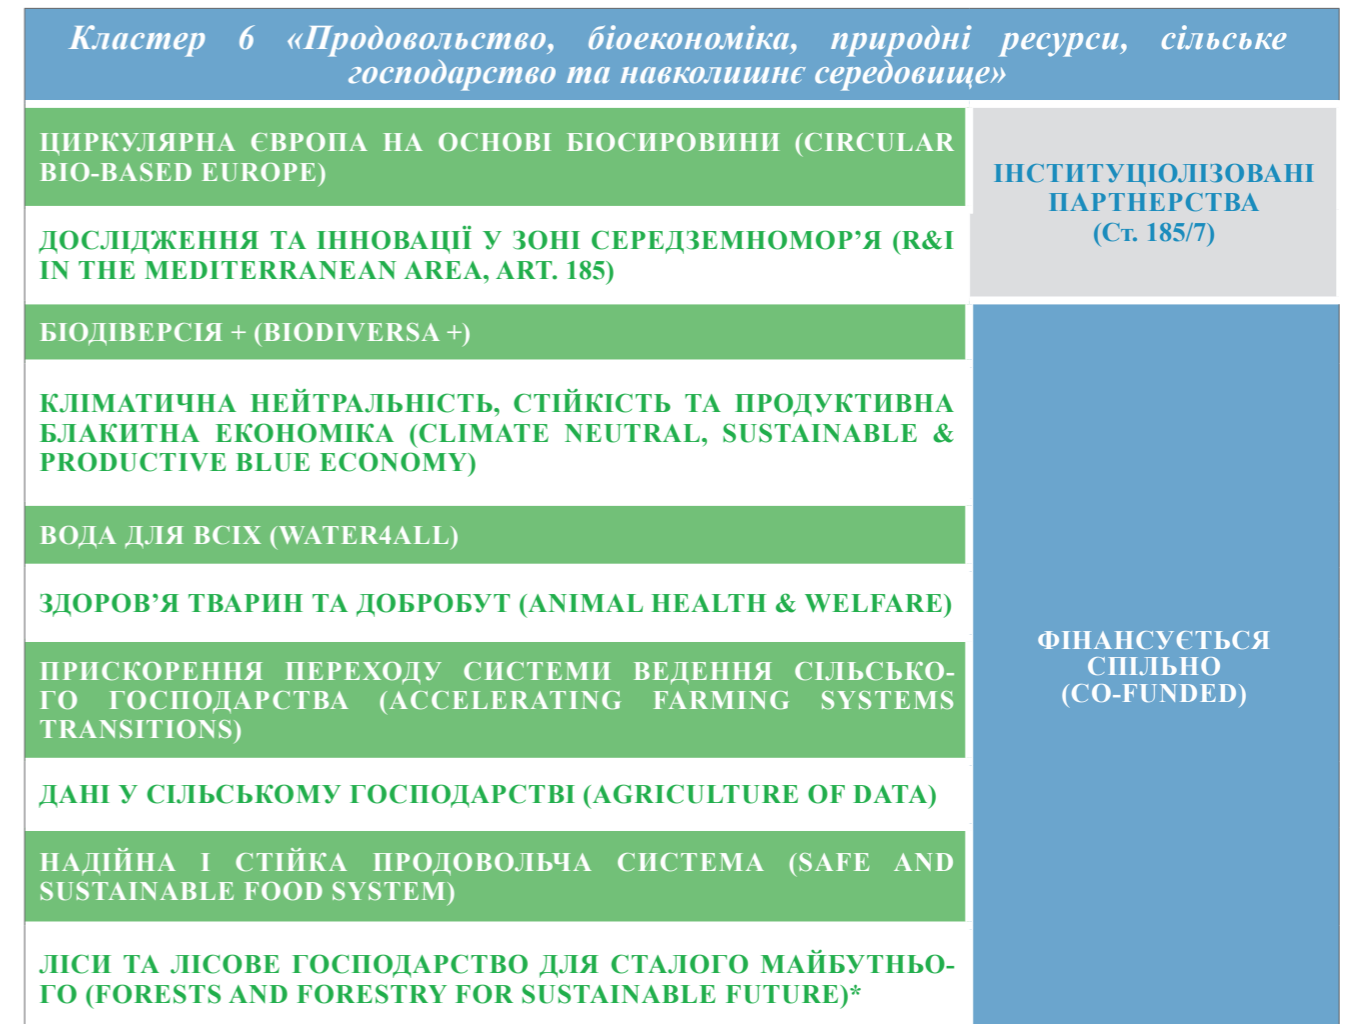 Кластер 6 «Продовольство, біоекономіка, природні ресурси, сільське
господарство та навколишнє середовище»
ЦИРКУЛЯРНА ЄВРОПА НА ОСНОВІ БІОСИРОВИНИ (CIRCULAR
BIO-BASED EUROPE)
ДОСЛІДЖЕННЯ ТА ІННОВАЦІЇ У ЗОНІ СЕРЕДЗЕМНОМОР’Я (R&I
IN THE MEDITERRANEAN AREA, ART. 185)
ІНСТИТУЦІОЛІЗОВАНІ
ПАРТНЕРСТВА
(Ст. 185/7)
БІОДІВЕРСІЯ + (BIODIVERSA +)
КЛІМАТИЧНА НЕЙТРАЛЬНІСТЬ, СТІЙКІСТЬ ТА ПРОДУКТИВНА
БЛАКИТНА ЕКОНОМІКА (CLIMATE NEUTRAL, SUSTAINABLE &
PRODUCTIVE BLUE ECONOMY)
ВОДА ДЛЯ ВСІХ (WATER4ALL)
ЗДОРОВ’Я ТВАРИН ТА ДОБРОБУТ (ANIMAL HEALTH & WELFARE)
ПРИСКОРЕННЯ ПЕРЕХОДУ СИСТЕМИ ВЕДЕННЯ СІЛЬСЬКО-
ГО ГОСПОДАРСТВА (ACCELERATING FARMING SYSTEMS
TRANSITIONS)
ДАНІ У СІЛЬСЬКОМУ ГОСПОДАРСТВІ (AGRICULTURE OF DATA)
НАДІЙНА І СТІЙКА ПРОДОВОЛЬЧА СИСТЕМА (SAFE AND
SUSTAINABLE FOOD SYSTEM)
ЛІСИ ТА ЛІСОВЕ ГОСПОДАРСТВО ДЛЯ СТАЛОГО МАЙБУТНЬО-
ГО (FORESTS AND FORESTRY FOR SUSTAINABLE FUTURE)*
ФІНАНСУЄТЬСЯ
СПІЛЬНО
(CO-FUNDED)